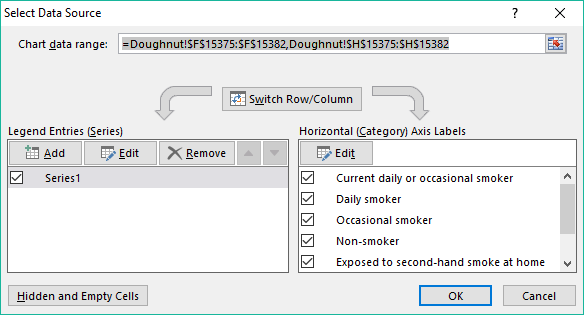 Select Data Source
Chart data range: =Doughnut!$F$15375:$F$15382,Doughnut!$H$15375:$H$15382
Switch Row/Column
Legend Entries (Series)
Add Edit Remove
Series1
Horizontal (Category) Axis Labels
Edit
Current daily or occasional smoker
Daily smoker
Occasional smoker
Non-smoker
Exposed to second-hand smoke at home
Hidden and Empty Cells
OK Cancel